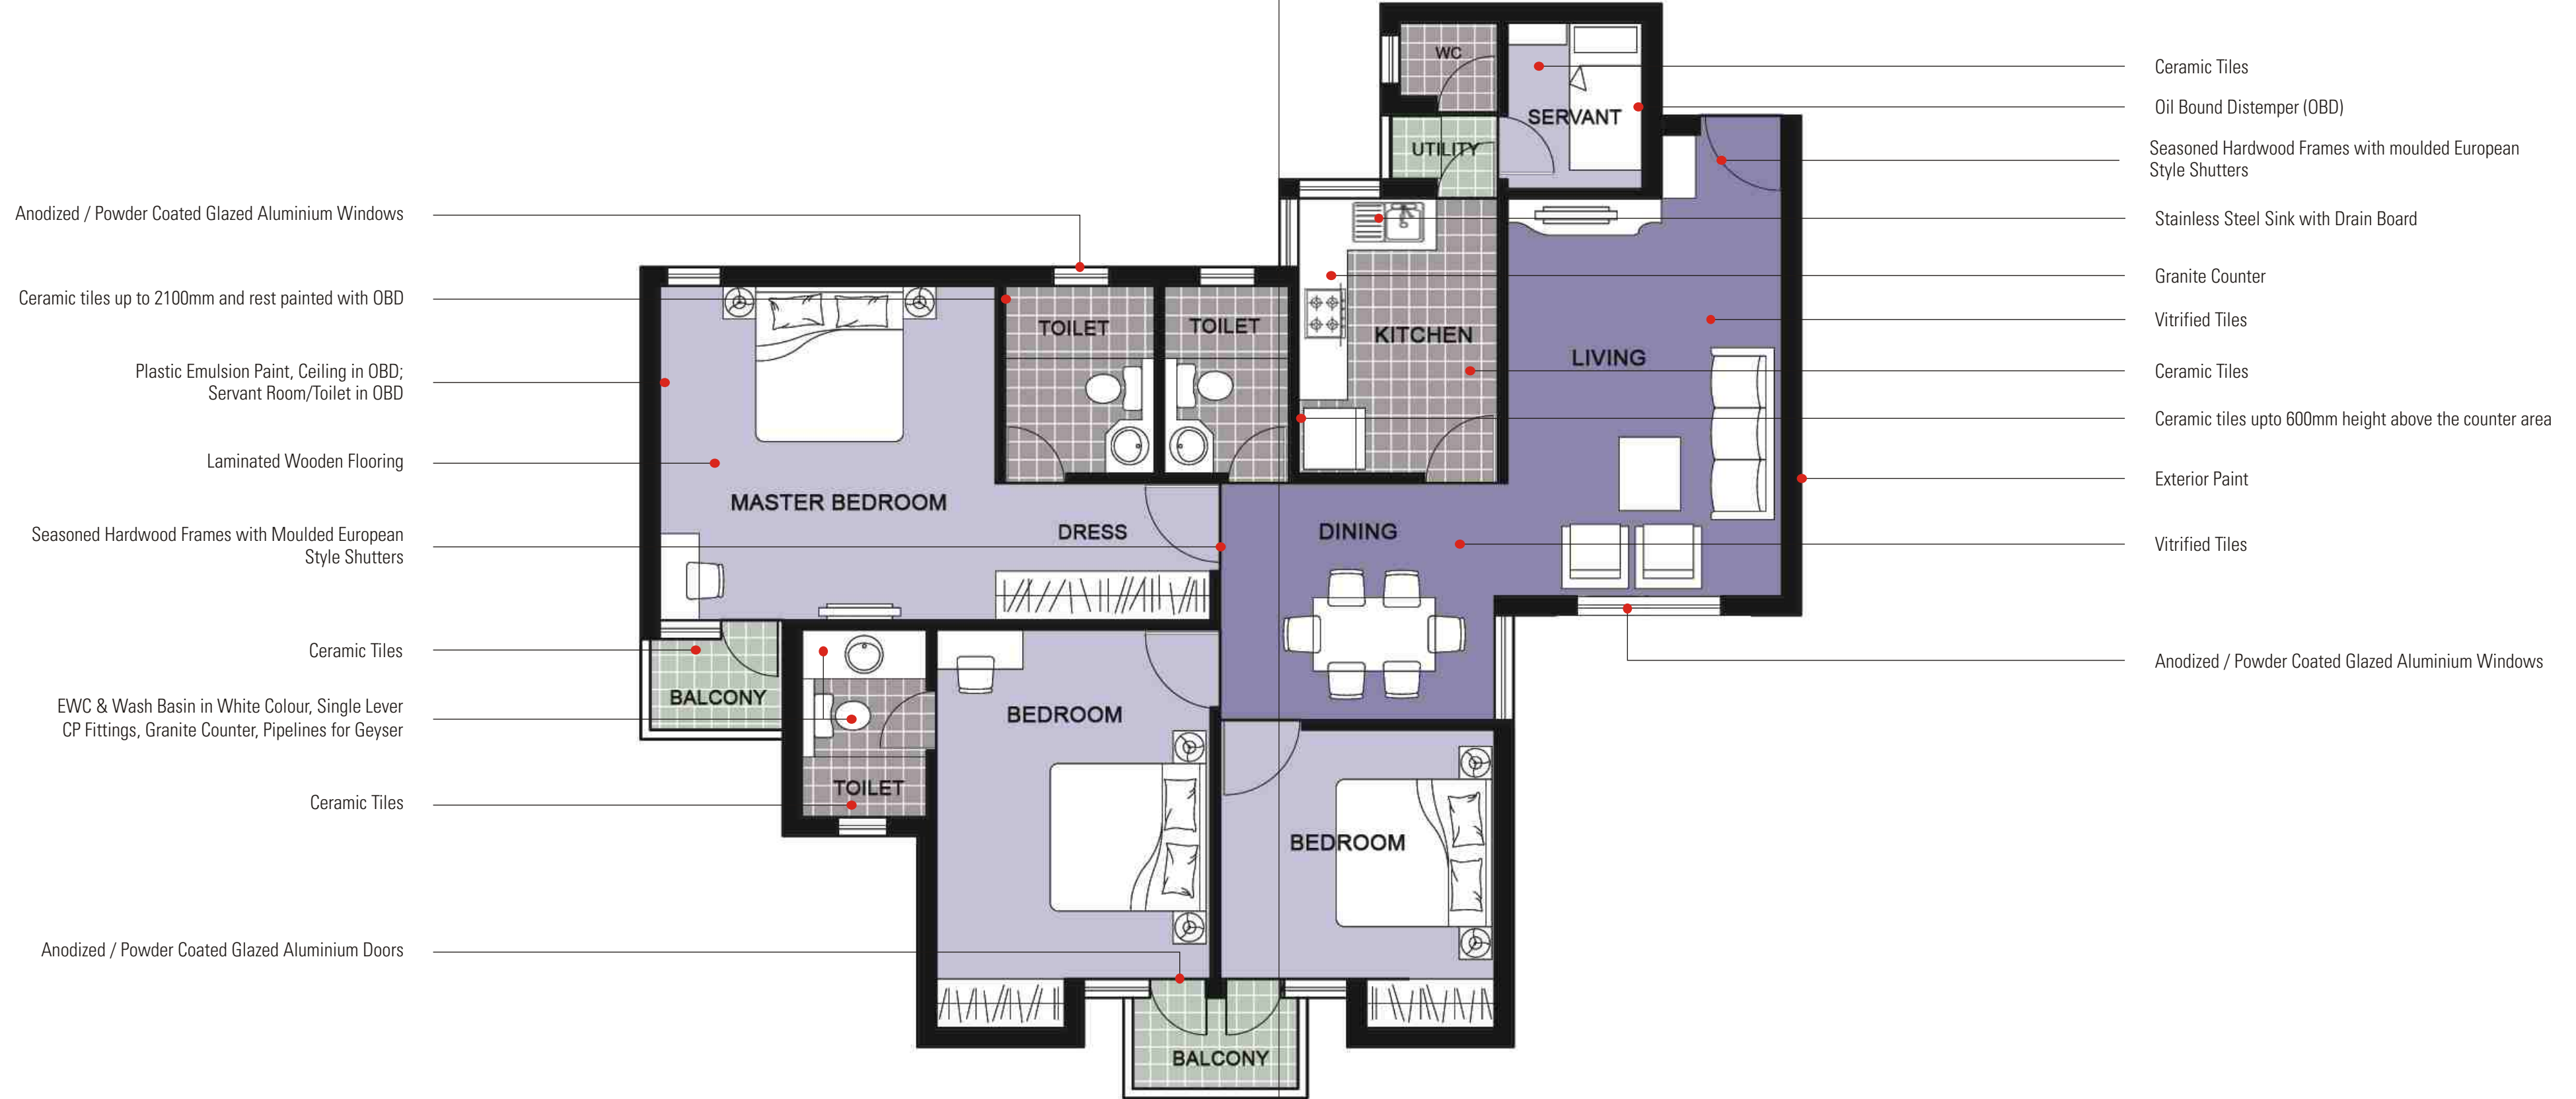 Anodized / Powder Coated Glazed Aluminium Windows
Ceramic tiles up to 2100mm and rest painted with OBD
Plastic Emulsion Paint, Ceiling in OBD;
Servant Room/Toilet in OBD
Laminated Wooden Flooring
Seasoned Hardwood Frames with Moulded European
Style Shutters
Ceramic Tiles
EWC & Wash Basin in White Colour, Single Lever
CP Fittings, Granite Counter, Pipelines for Geyser
Ceramic Tiles
Anodized / Powder Coated Glazed Aluminium Doors
WC
SERVANT
UTILITY
TOILET
TOILET
KITCHEN
LIVING
MASTER BEDROOM
DRESS
DINING
BALCONY
BEDROOM
TOILET
BEDROOM
BALCONY
Ceramic Tiles
Oil Bound Distemper (OBD)
Seasoned Hardwood Frames with moulded European
Style Shutters
Stainless Steel Sink with Drain Board
Granite Counter
Vitrified Tiles
Ceramic Tiles
Ceramic tiles upto 600mm height above the counter area
Exterior Paint
Vitrified Tiles
Anodized / Powder Coated Glazed Aluminium Windows